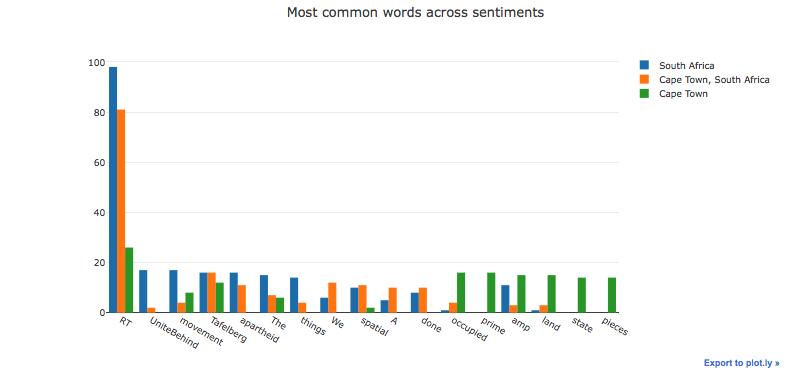 Most common words across sentiments
100
80
60
40
20
0
South Africa
Cape Town, South Africa
Cape Town
RT
UniteBehind
movement
Tafelberg
apartheid
The
things
We
spatial
A
done
occupied
prime
amp
land
state
pieces
Export to plot.ly »